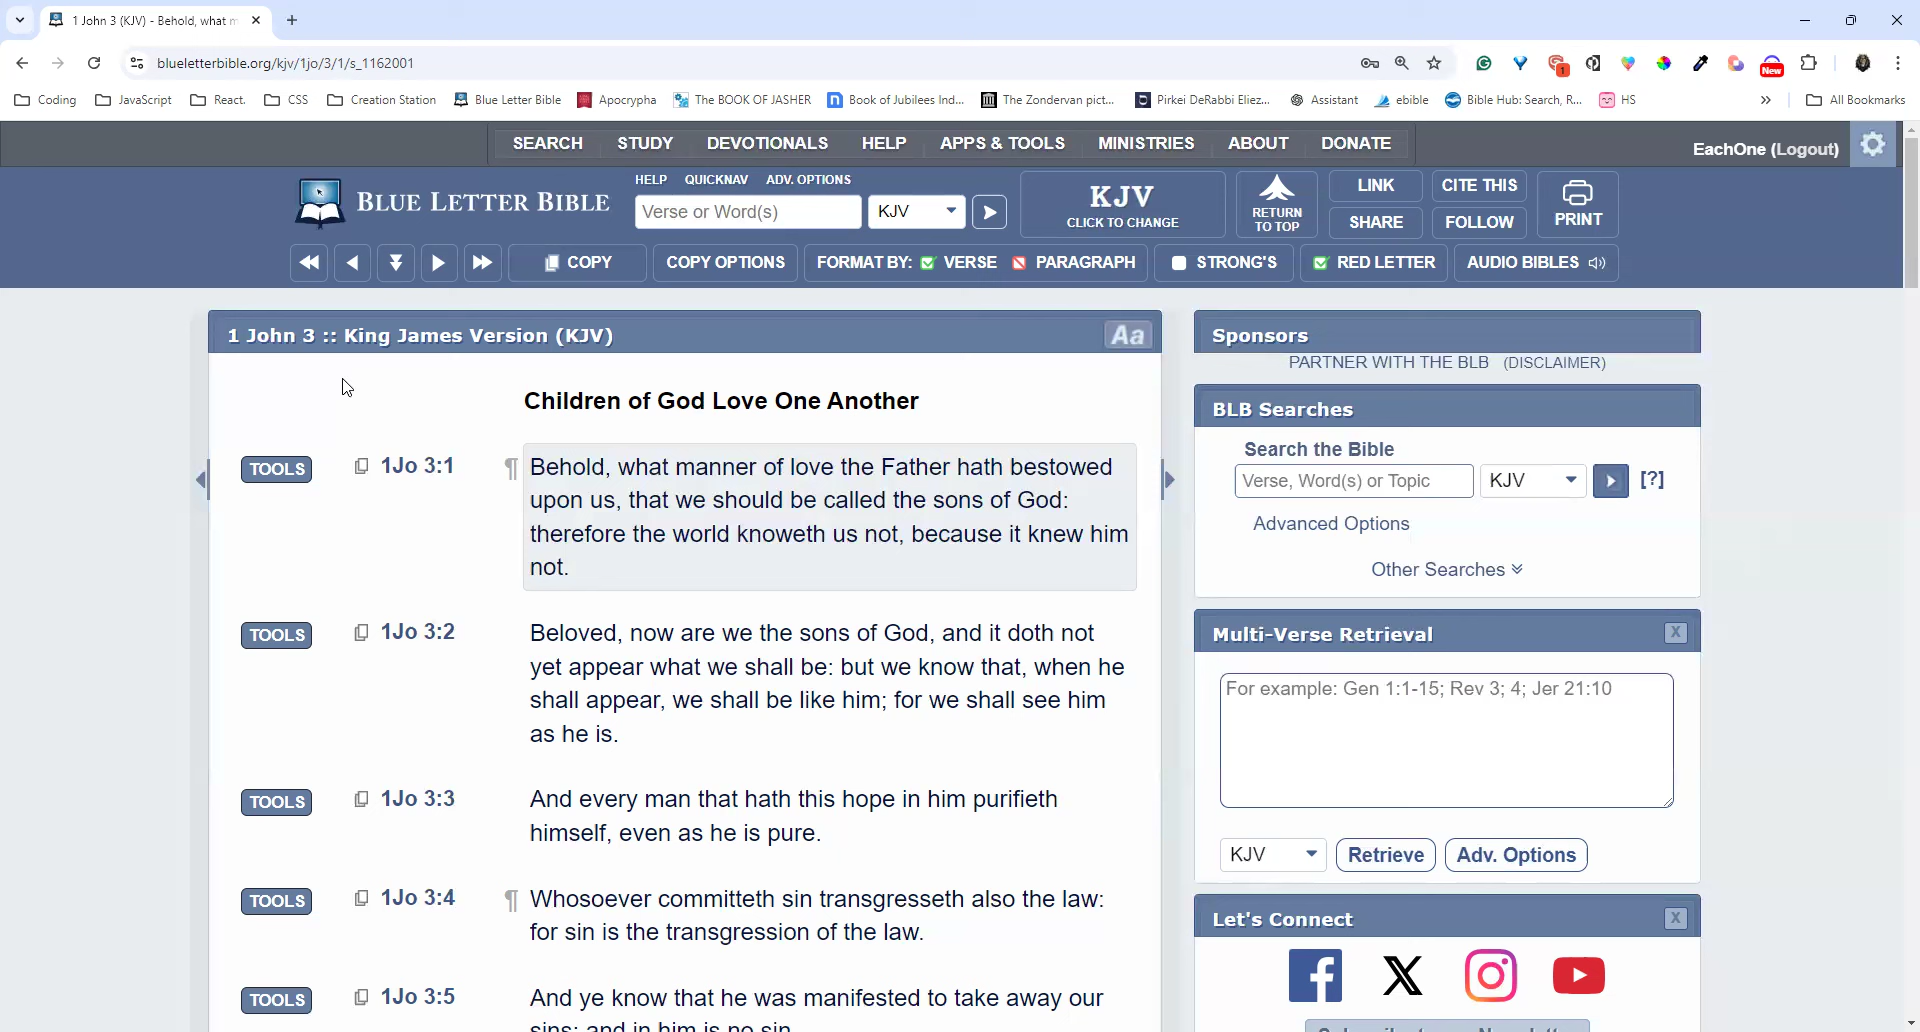 1 John 3 (KJV) - Behold, what m
blueletterbible.org/kjv/1jo/3/1/s_1162001
1
New
Coding
JavaScript
React.
CSS
Creation Station
Blue Letter Bible
Apocrypha
The BOOK OF JASHER
Book of Jubilees Ind...
The Zondervan pict...
Pirkei DeRabbi Eliez...
Assistant
ebible
Bible Hub: Search, R...
HS
All Bookmarks
SEARCH STUDY DEVOTIONALS HELP APPS & TOOLS MINISTRIES ABOUT DONATE
EachOne (Logout)
BLUE LETTER BIBLE
HELP QUICKNAV ADV. OPTIONS
Verse or Word(s)
KJV
KJV
CLICK TO CHANGE
RETURN
TO TOP
LINK
CITE THIS
SHARE
FOLLOW
PRINT
COPY
COPY OPTIONS
FORMAT BY: VERSE PARAGRAPH
STRONG'S
RED LETTER
AUDIO BIBLES
1 John 3 :: King James Version (KJV)
Aa
Children of God Love One Another
TOOLS
1Jo 3:1
¶ Behold, what manner of love the Father hath bestowed
upon us, that we should be called the sons of God:
therefore the world knoweth us not, because it knew him
not.
TOOLS
1Jo 3:2
Beloved, now are we the sons of God, and it doth not
yet appear what we shall be: but we know that, when he
shall appear, we shall be like him; for we shall see him
as he is.
TOOLS
1Jo 3:3
And every man that hath this hope in him purifieth
himself, even as he is pure.
TOOLS
1Jo 3:4
¶ Whosoever committeth sin transgresseth also the law:
for sin is the transgression of the law.
TOOLS
1Jo 3:5
And ye know that he was manifested to take away our
sins; and in him is no sin.
Sponsors
PARTNER WITH THE BLB (DISCLAIMER)
BLB Searches
Search the Bible
Verse, Word(s) or Topic
KJV
[?]
Advanced Options
Other Searches
Multi-Verse Retrieval
X
For example: Gen 1:1-15; Rev 3; 4; Jer 21:10
KJV
Retrieve
Adv. Options
Let's Connect
X